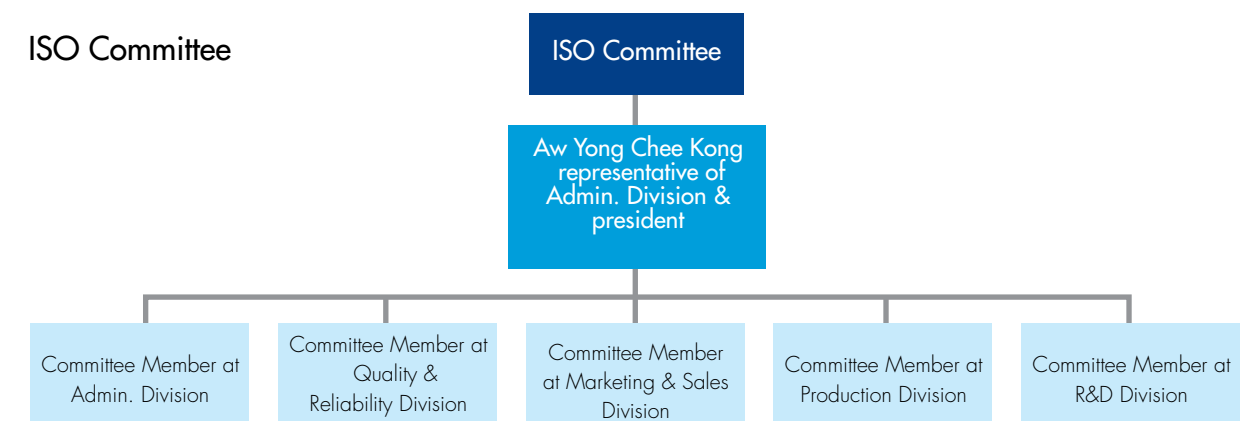 ISO Committee
ISO Committee
Aw Yong Chee Kong
representative of
Admin. Division &
president
Committee Member at
Admin. Division
Committee Member at
Quality &
Reliability Division
Committee Member
at Marketing & Sales
Division
Committee Member at
Production Division
Committee Member at
R&D Division